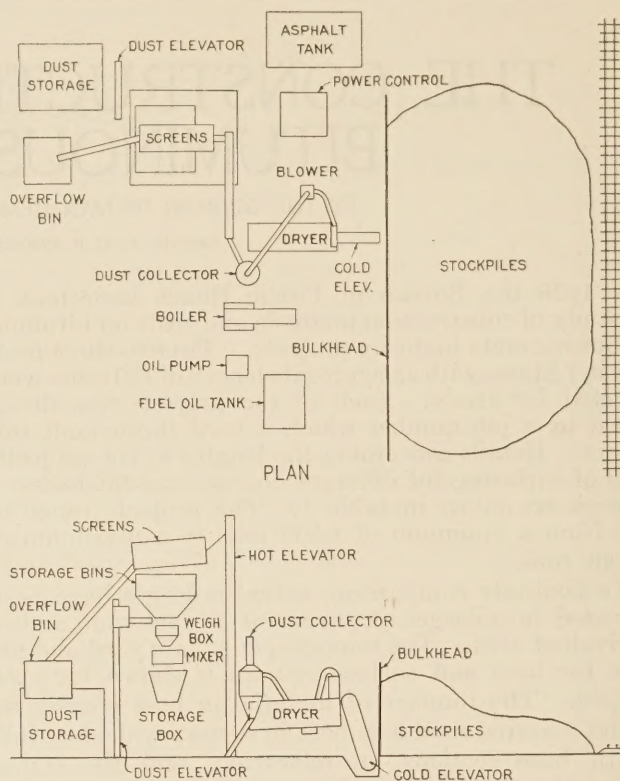 ASPHALT
TANK
DUST ELEVATOR
DUST
STORAGE
POWER CONTROL
SCREENS
BLOWER
OVERFLOW
BIN
DRYER
DUST COLLECTOR
COLD
ELEV.
STOCKPILES
BOILER
BULKHEAD
OIL PUMP
FUEL OIL TANK
PLAN
SCREENS
HOT ELEVATOR
STORAGE BINS
OVERFLOW
BIN
WEIGH
BOX
DUST COLLECTOR
MIXER
BULKHEAD
DUST
STORAGE
STORAGE
BOX
DRYER
STOCKPILES
DUST ELEVATOR
COLD ELEVATOR